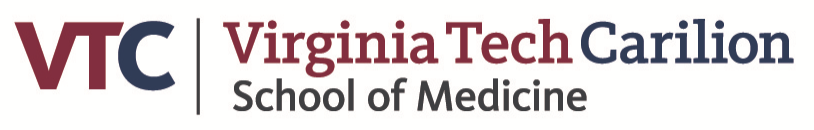 VTC
Virginia Tech Carilion
School of Medicine